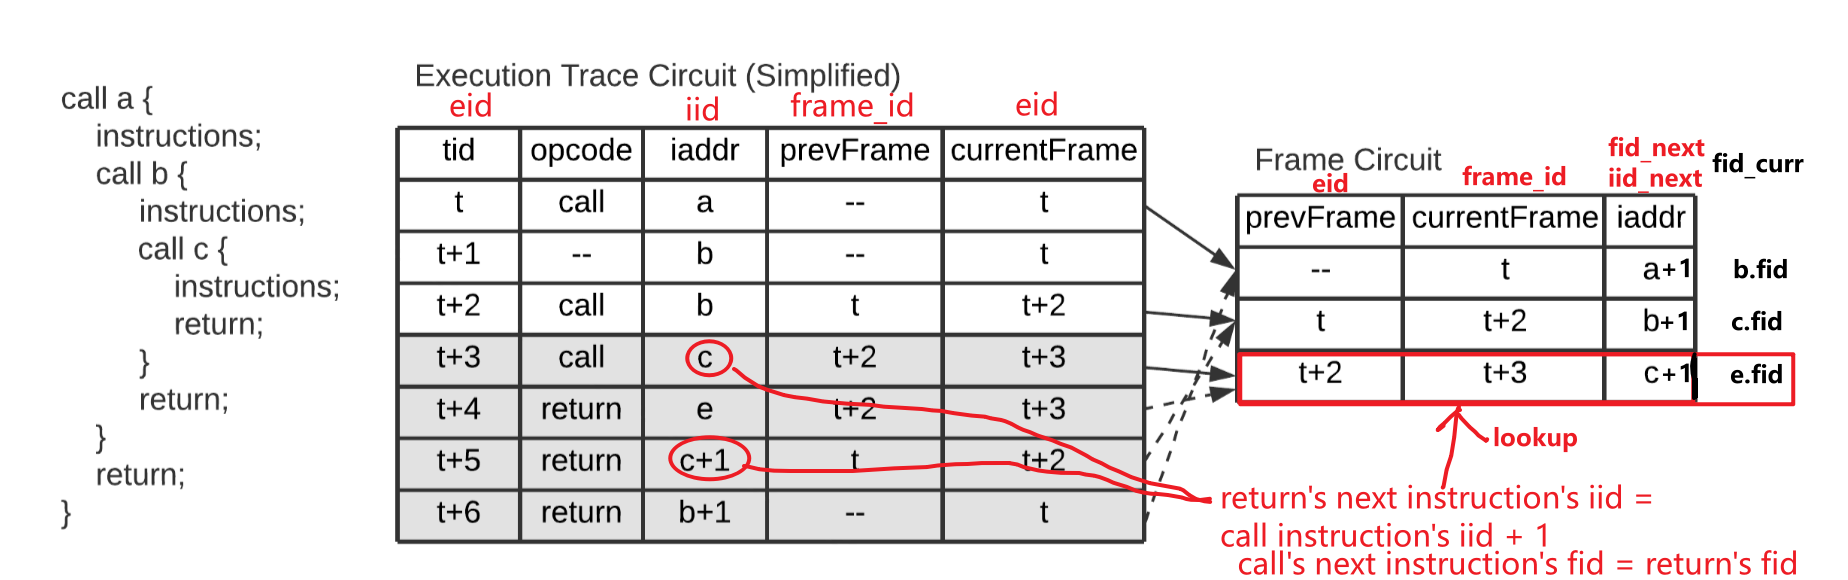 call a {
instructions;
call b {
instructions;
call c {
instructions;
return;
}
return;
}
return;
}
Execution Trace Circuit (Simplified)
eid iid frame_id eid
tid opcode iaddr prevFrame currentFrame
t call a -- t
t+1 -- b -- t
t+2 call b t t+2
t+3 call c t+2 t+3
t+4 return e t+2 t+3
t+5 return c+1 t t+2
t+6 return b+1 -- t
Frame Circuit
fid_next
iid_next
fid_curr
eid frame_id
prevFrame currentFrame iaddr
-- t a+1 b.fid
t t+2 b+1 c.fid
t+2 t+3 c+1 e.fid
lookup
return's next instruction's iid =
call instruction's iid + 1
call's next instruction's fid = return's fid